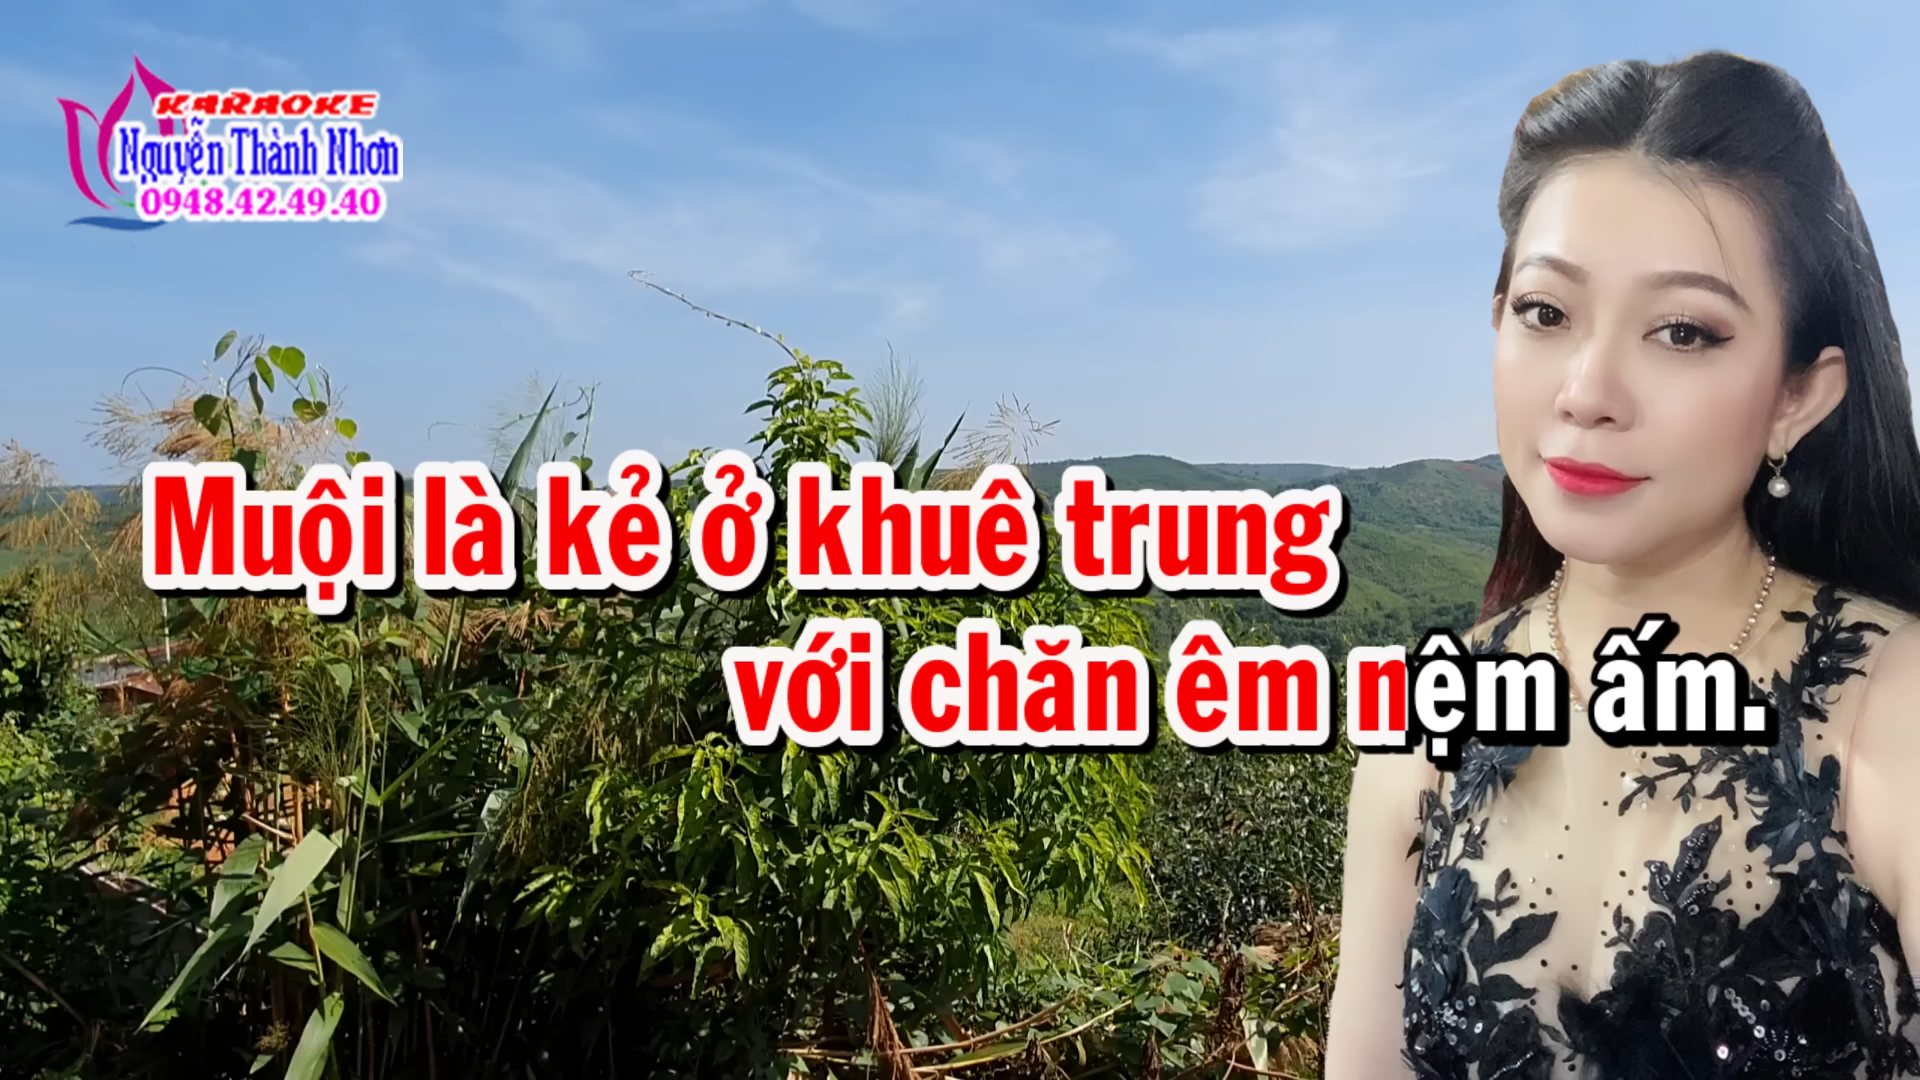 KARAOKE
Nguyễn Thành Nhơn
0948.42.49.40
Muội là kẻ ở khuê trung
với chăn êm nệm ấm.